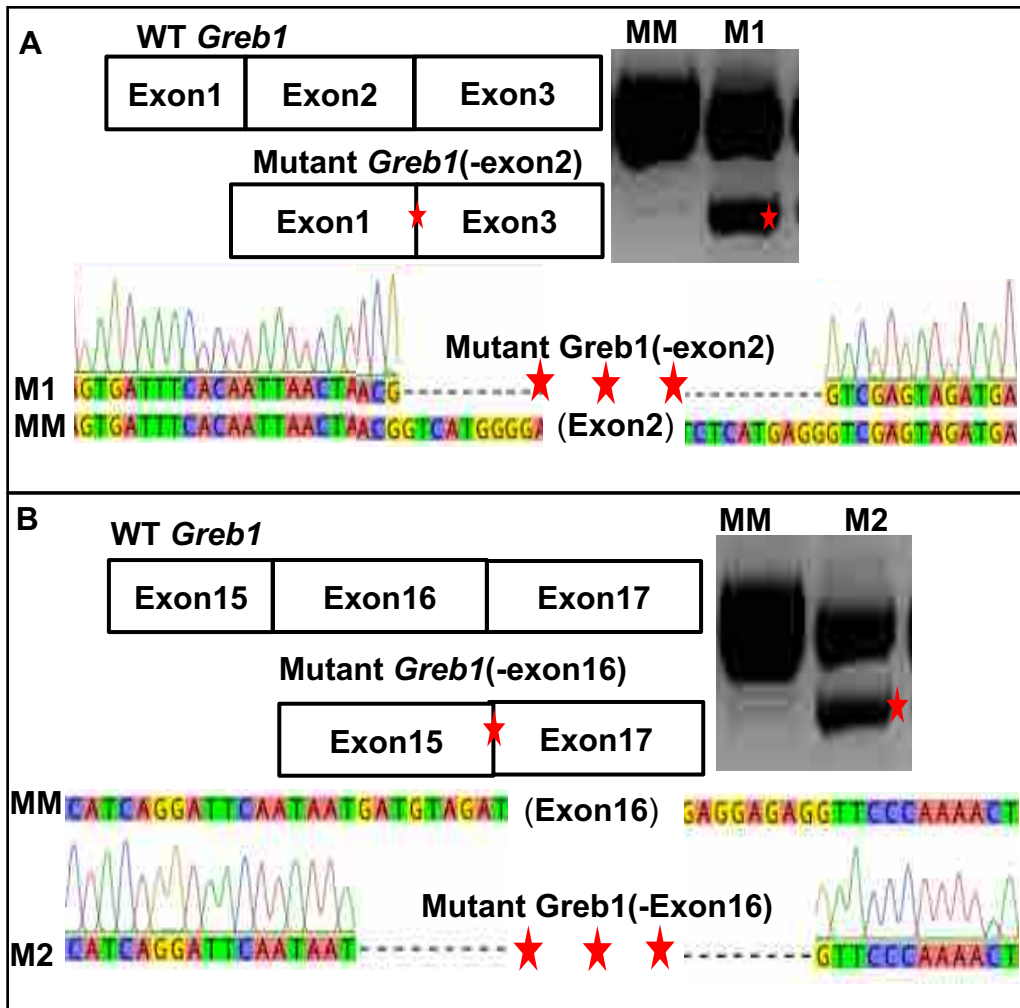 A
WT Greb1
MM M1
Exon1 Exon2 Exon3
Mutant Greb1(-exon2)
Exon1 Exon3
Mutant Greb1(-exon2)
M1 AGTGATTTCACAATTAACTAACG GTCGAGTAGATGA
MM AGTGATTTCACAATTAACTAACGGTCATGGGGA (Exon2) TCTCATGAGGGTCGAGTAGATGA
B
WT Greb1
MM M2
Exon15 Exon16 Exon17
Mutant Greb1(-exon16)
Exon15 Exon17
MM CATCAGGATTCAATAATGATGTAGAT (Exon16) GAGGAGAGGTTCCCAAAACT
Mutant Greb1(-Exon16)
M2 CATCAGGATTCAATAAT GTTCCCAAAACT